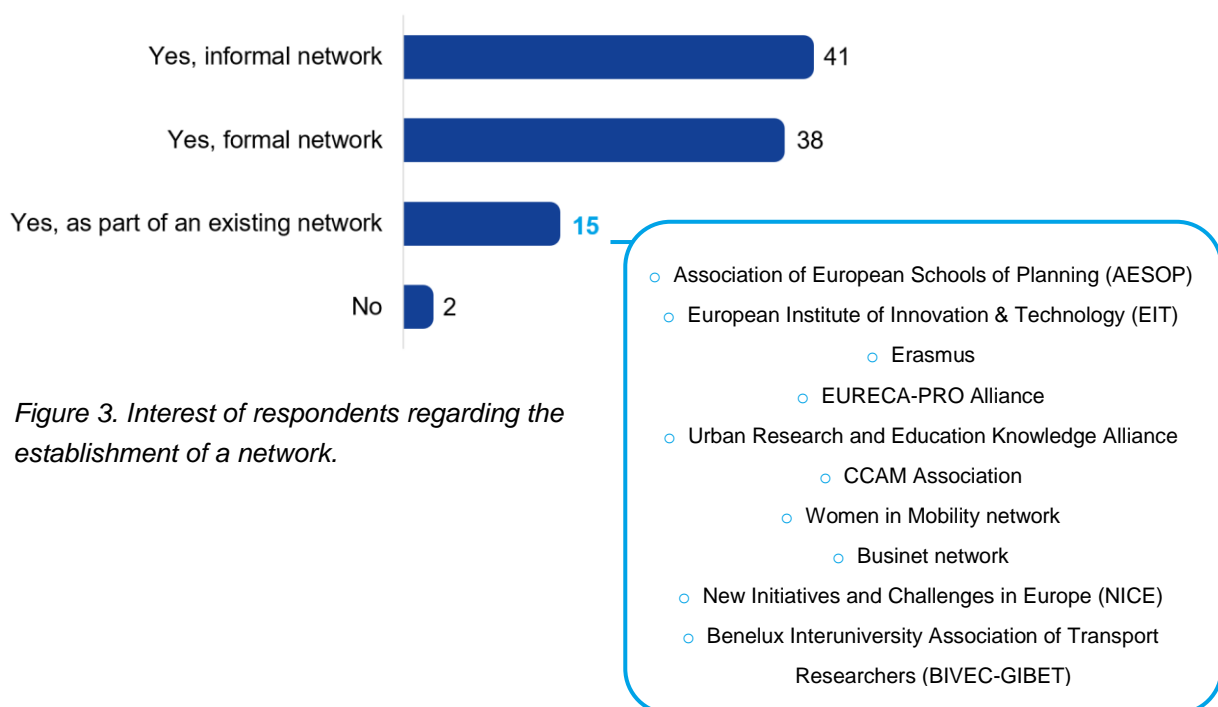 Yes, informal network 41
Yes, formal network 38
Yes, as part of an existing network 15
No 2
Figure 3. Interest of respondents regarding the
establishment of a network.
○ Association of European Schools of Planning (AESOP)
○ European Institute of Innovation & Technology (EIT)
○ Erasmus
○ EURECA-PRO Alliance
○ Urban Research and Education Knowledge Alliance
○ CCAM Association
○ Women in Mobility network
○ Businet network
○ New Initiatives and Challenges in Europe (NICE)
○ Benelux Interuniversity Association of Transport
Researchers (BIVEC-GIBET)